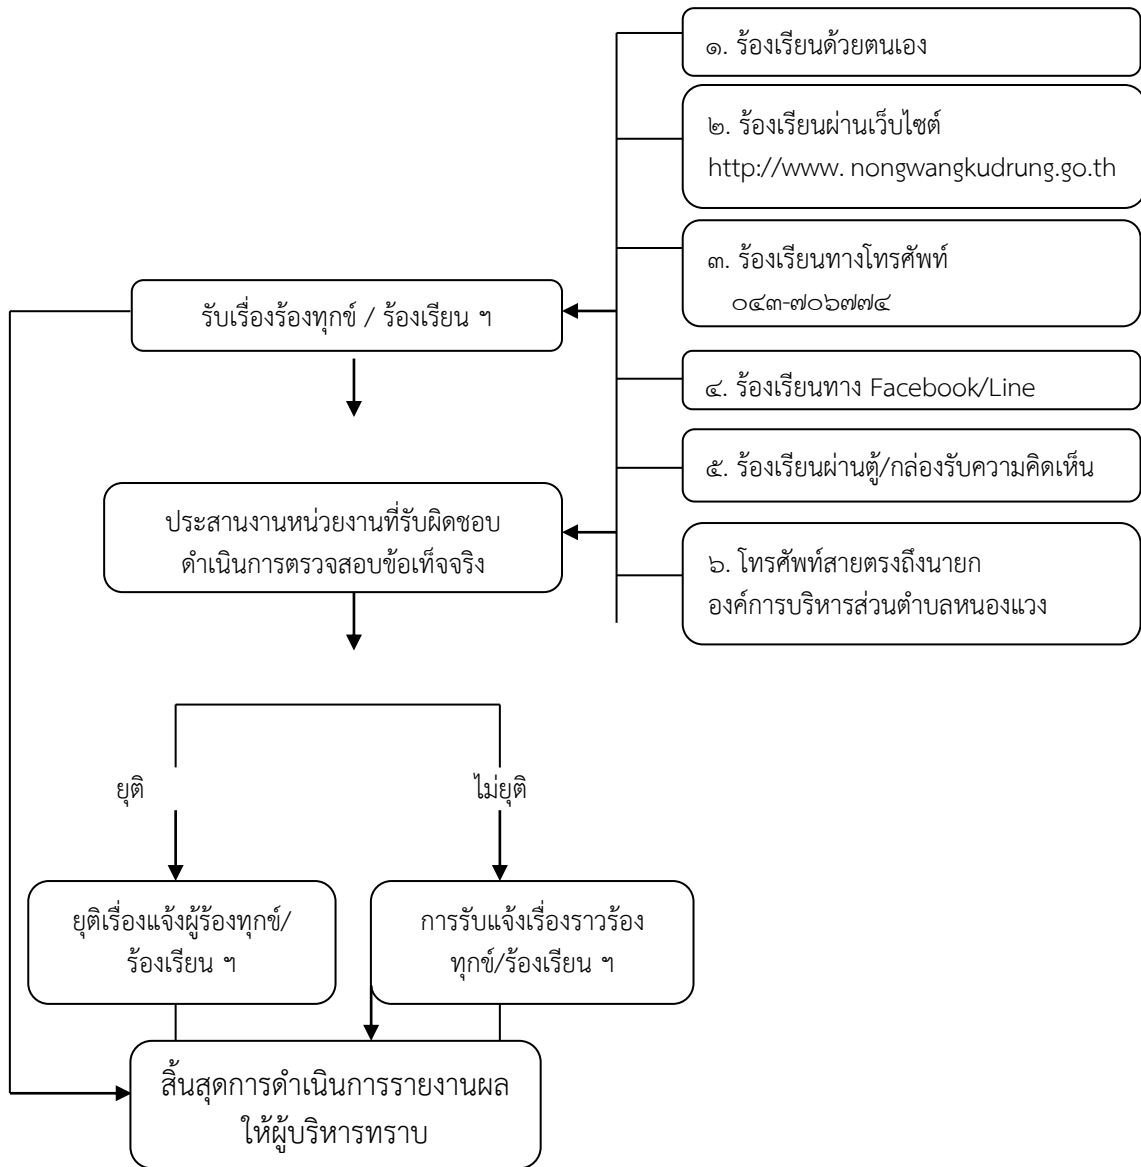 ๑. ร้องเรียนด้วยตนเอง
๒. ร้องเรียนผ่านเว็บไซต์
http://www. nongwangkudrung.go.th
๓. ร้องเรียนทางโทรศัพท์
๐๔๓-๗๐๖๗๗๔
รับเรื่องร้องทุกข์ / ร้องเรียน ฯ
๔. ร้องเรียนทาง Facebook/Line
๕. ร้องเรียนผ่านตู้/กล่องรับความคิดเห็น
ประสานงานหน่วยงานที่รับผิดชอบ
ดำเนินการตรวจสอบข้อเท็จจริง
๖. โทรศัพท์สายตรงถึงนายก
องค์การบริหารส่วนตำบลหนองแวง
ยุติ
ไม่ยุติ
ยุติเรื่องแจ้งผู้ร้องทุกข์/
ร้องเรียน ฯ
การรับแจ้งเรื่องราวร้อง
ทุกข์/ร้องเรียน ฯ
สิ้นสุดการดำเนินการรายงานผล
ให้ผู้บริหารทราบ